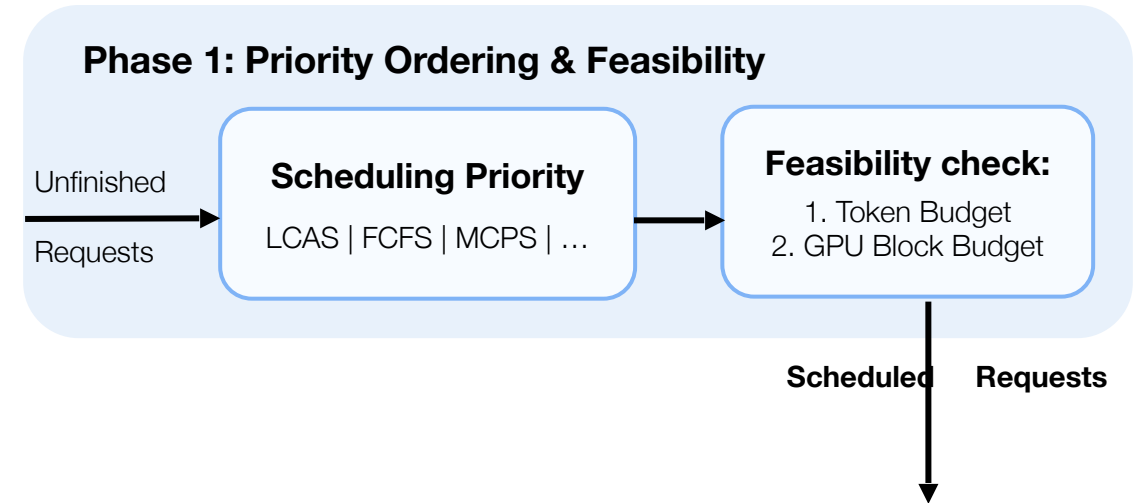 Phase 1: Priority Ordering & Feasibility
Unfinished
Requests
Scheduling Priority
LCAS | FCFS | MCPS | …
Feasibility check:
1. Token Budget
2. GPU Block Budget
Scheduled Requests